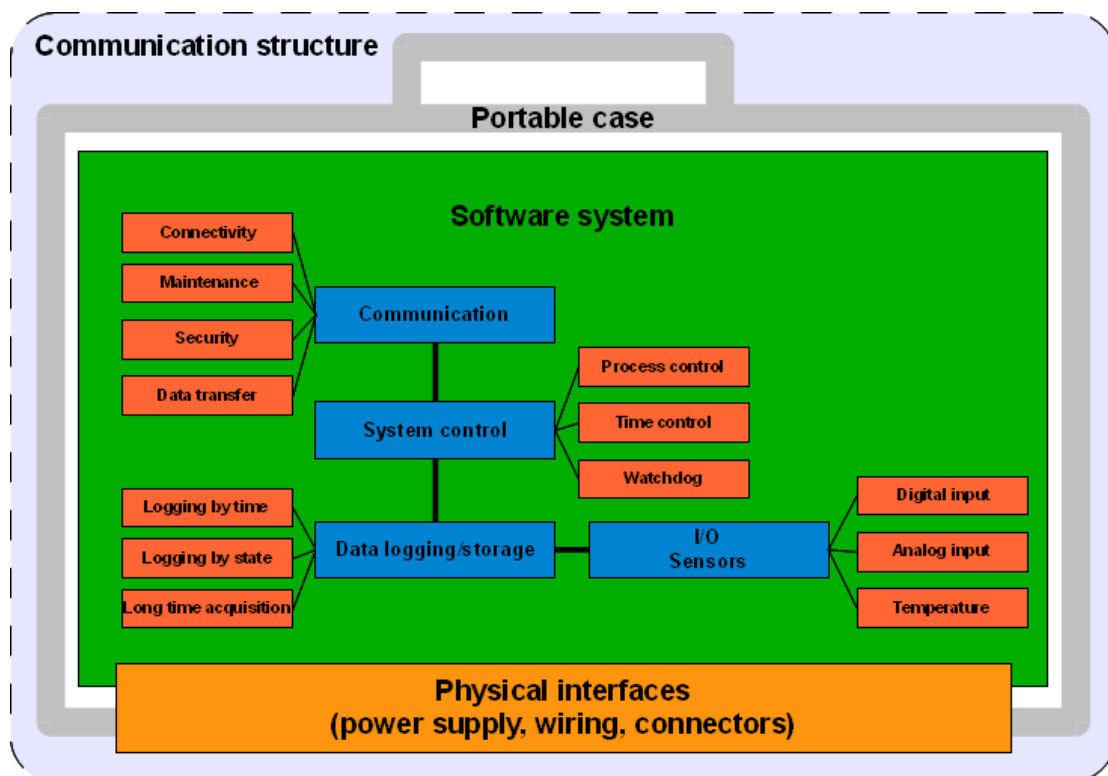 Communication structure
Portable case
Software system
Connectivity
Maintenance
Security
Data transfer
Communication
System control
Process control
Time control
Watchdog
Logging by time
Logging by state
Long time acquisition
Data logging/storage
I/O
Sensors
Digital input
Analog input
Temperature
Physical interfaces
(power supply, wiring, connectors)